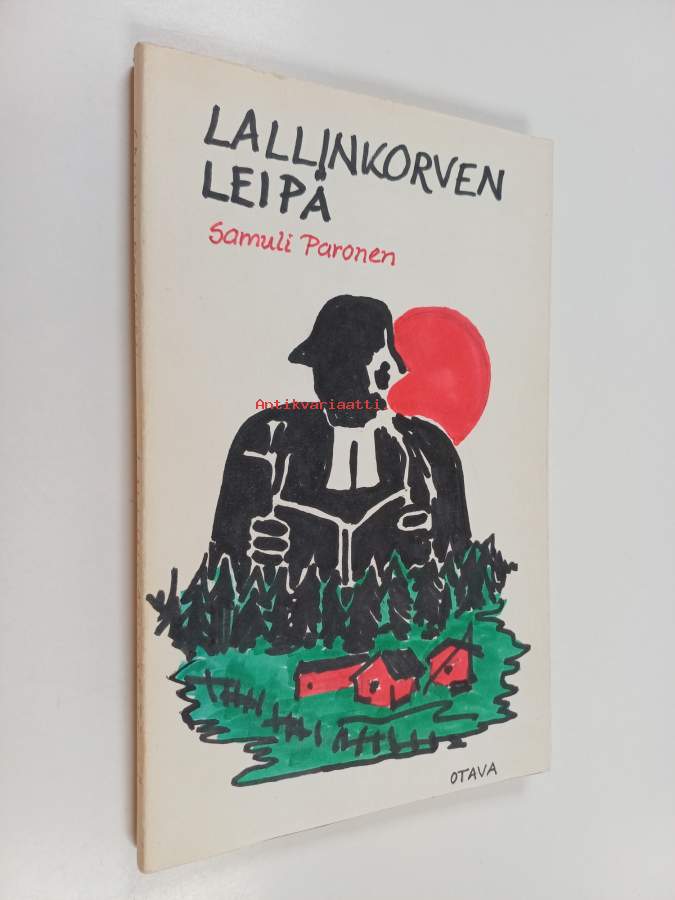 LALLINKORVEN
LEIPÄ
Samuli Paronen
Antikvariaatti.
OTAVA